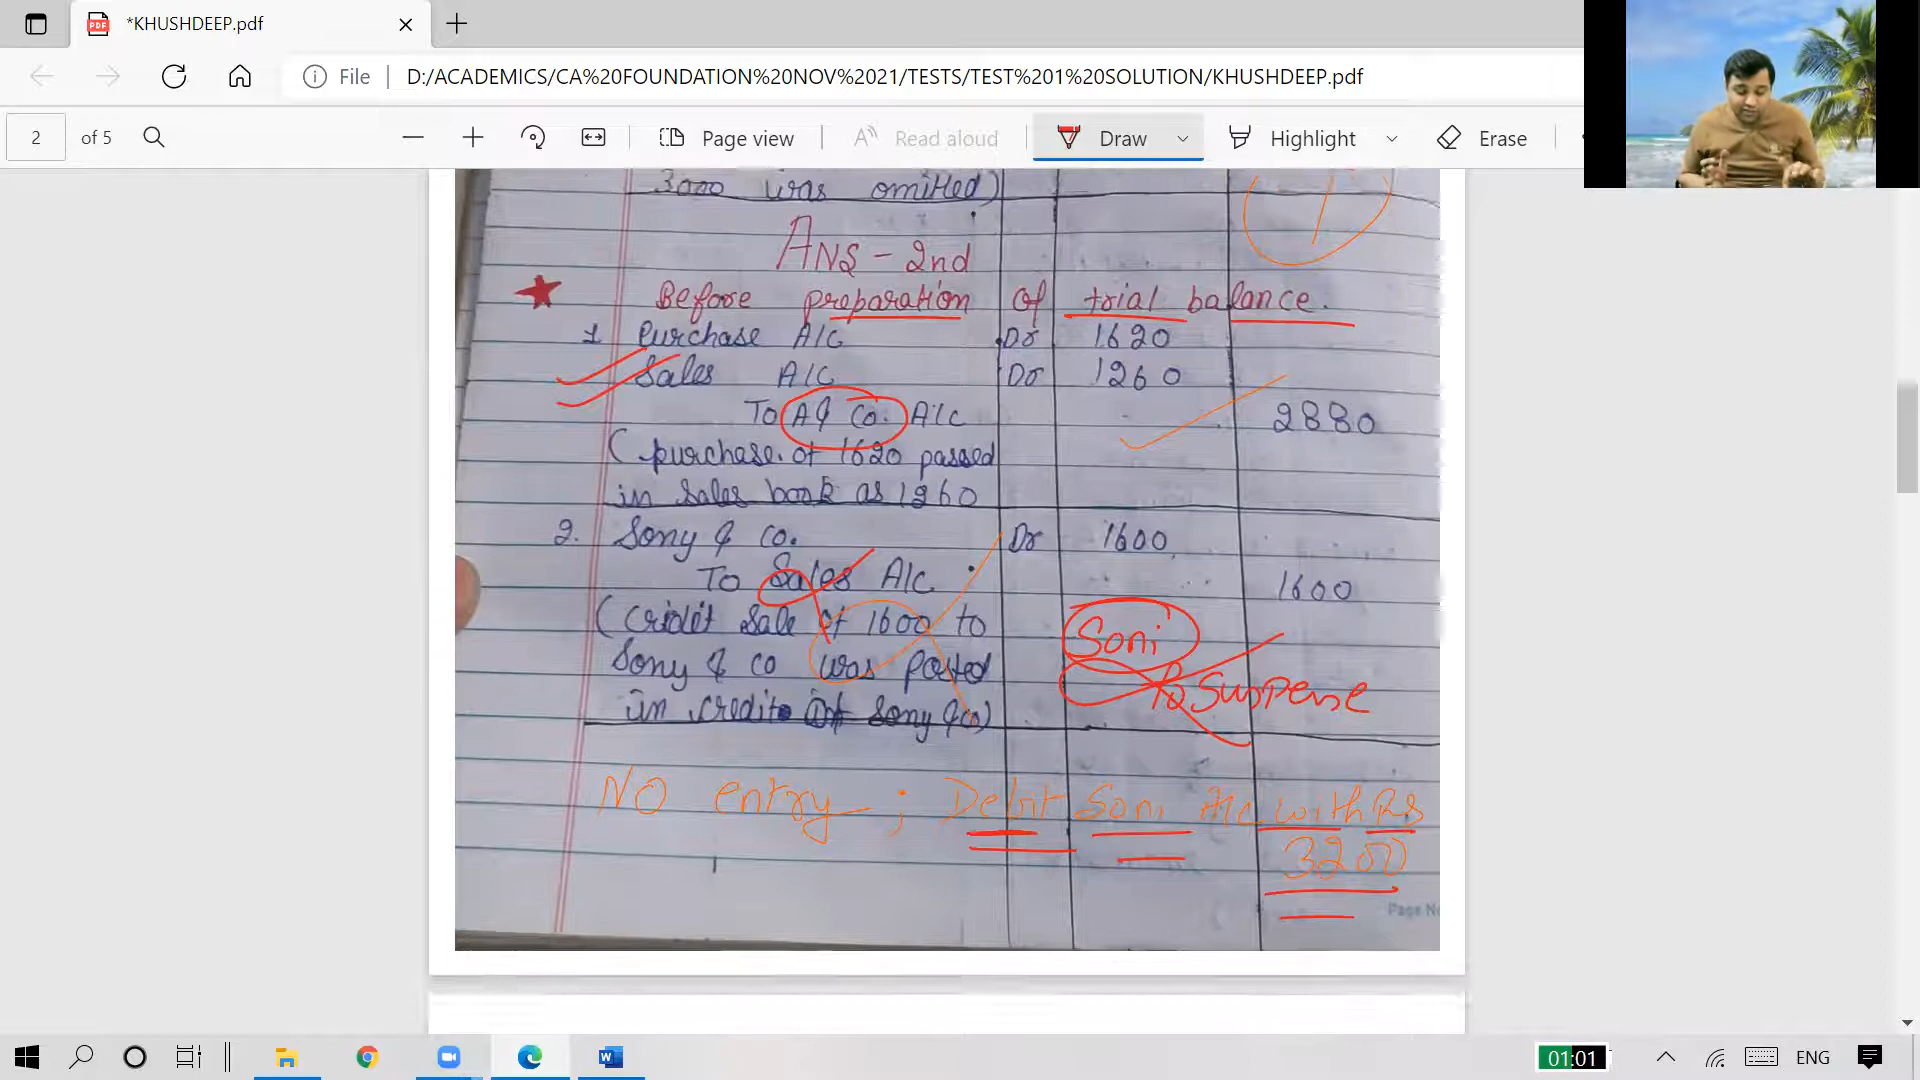 *KHUSHDEEP.pdf
File D:/ACADEMICS/CA%20FOUNDATION%20NOV%2021/TESTS/TEST%201%20SOLUTION/KHUSHDEEP.pdf
2 of 5 Page view Read aloud Draw Highlight Erase
3000 was omitted)
1
ANS - 2nd
Before preparation of trial balance.
1 Purchase A/C Dr 1620
Sales A/C Dr 1260
To A & Co. A/C 2880
( purchase of 1620 passed
in sales book as 1260
2. Sony & Co. Dr 1600
To Sales A/C 1600
(Cridit Sale of 1600 to
Sony & Co was posted
in credit of Sony & Co)
Soni
To Suspense
NO entry ; Debit Soni A/c with RS
3200
Page No
01:01 ENG